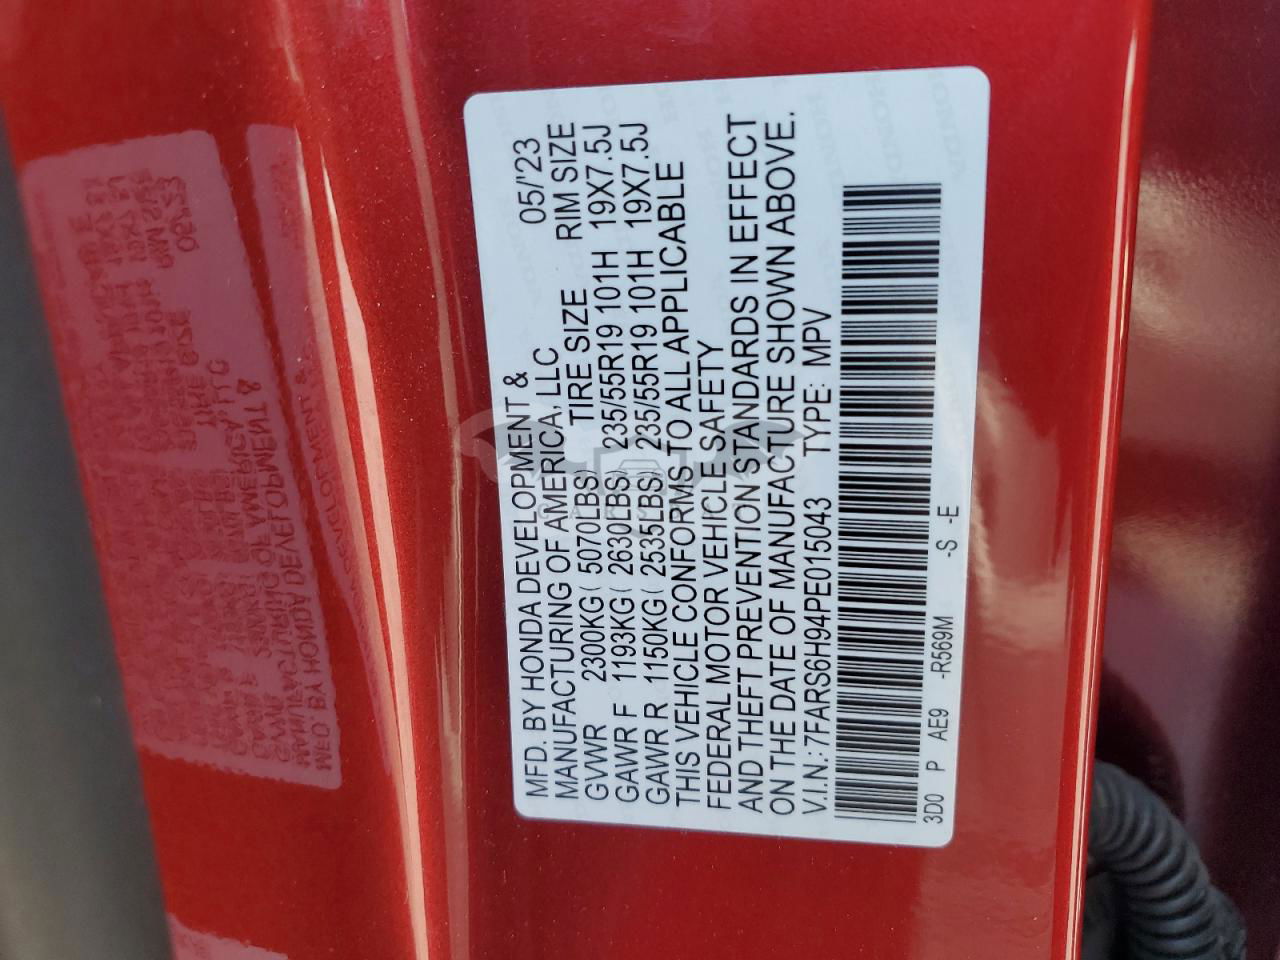 MFD. BY HONDA DEVELOPMENT & 05/'23
MANUFACTURING OF AMERICA, LLC
GVWR 2300KG( 5070LBS) TIRE SIZE RIM SIZE
GAWR F 1193KG( 2630LBS) 235/55R19 101H 19X7.5J
GAWR R 1150KG( 2535LBS) 235/55R19 101H 19X7.5J
THIS VEHICLE CONFORMS TO ALL APPLICABLE
FEDERAL MOTOR VEHICLE SAFETY
AND THEFT PREVENTION STANDARDS IN EFFECT
ON THE DATE OF MANUFACTURE SHOWN ABOVE.
V.I.N.: 7FARS6H94PE015043 TYPE: MPV
3D0 P AE9 -R569M -S -E